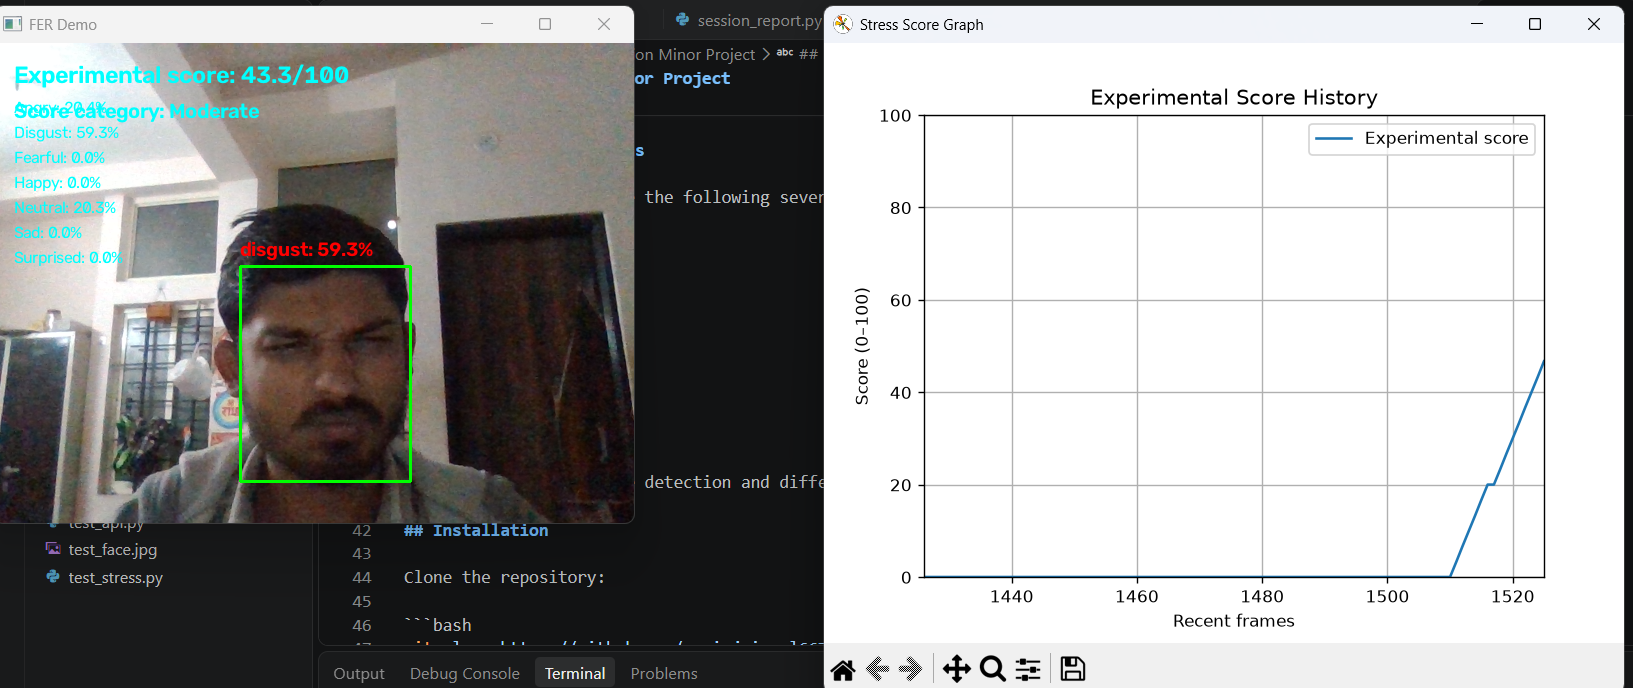 FER Demo
Experimental score: 43.3/100
Angry: 20.4%
Score category: Moderate
Disgust: 59.3%
Fearful: 0.0%
Happy: 0.0%
Neutral: 20.3%
Sad: 0.0%
Surprised: 0.0%
disgust: 59.3%
session_report.py
on Minor Project > abc ##
or Project
s
the following sever
detection and diffe
test_api.py
test_face.jpg
test_stress.py
42 ## Installation
43
44 Clone the repository:
45
46 ```bash
Output Debug Console Terminal Problems
Stress Score Graph
Experimental Score History
Experimental score
Score (0–100)
100
80
60
40
20
0
1440 1460 1480 1500 1520
Recent frames